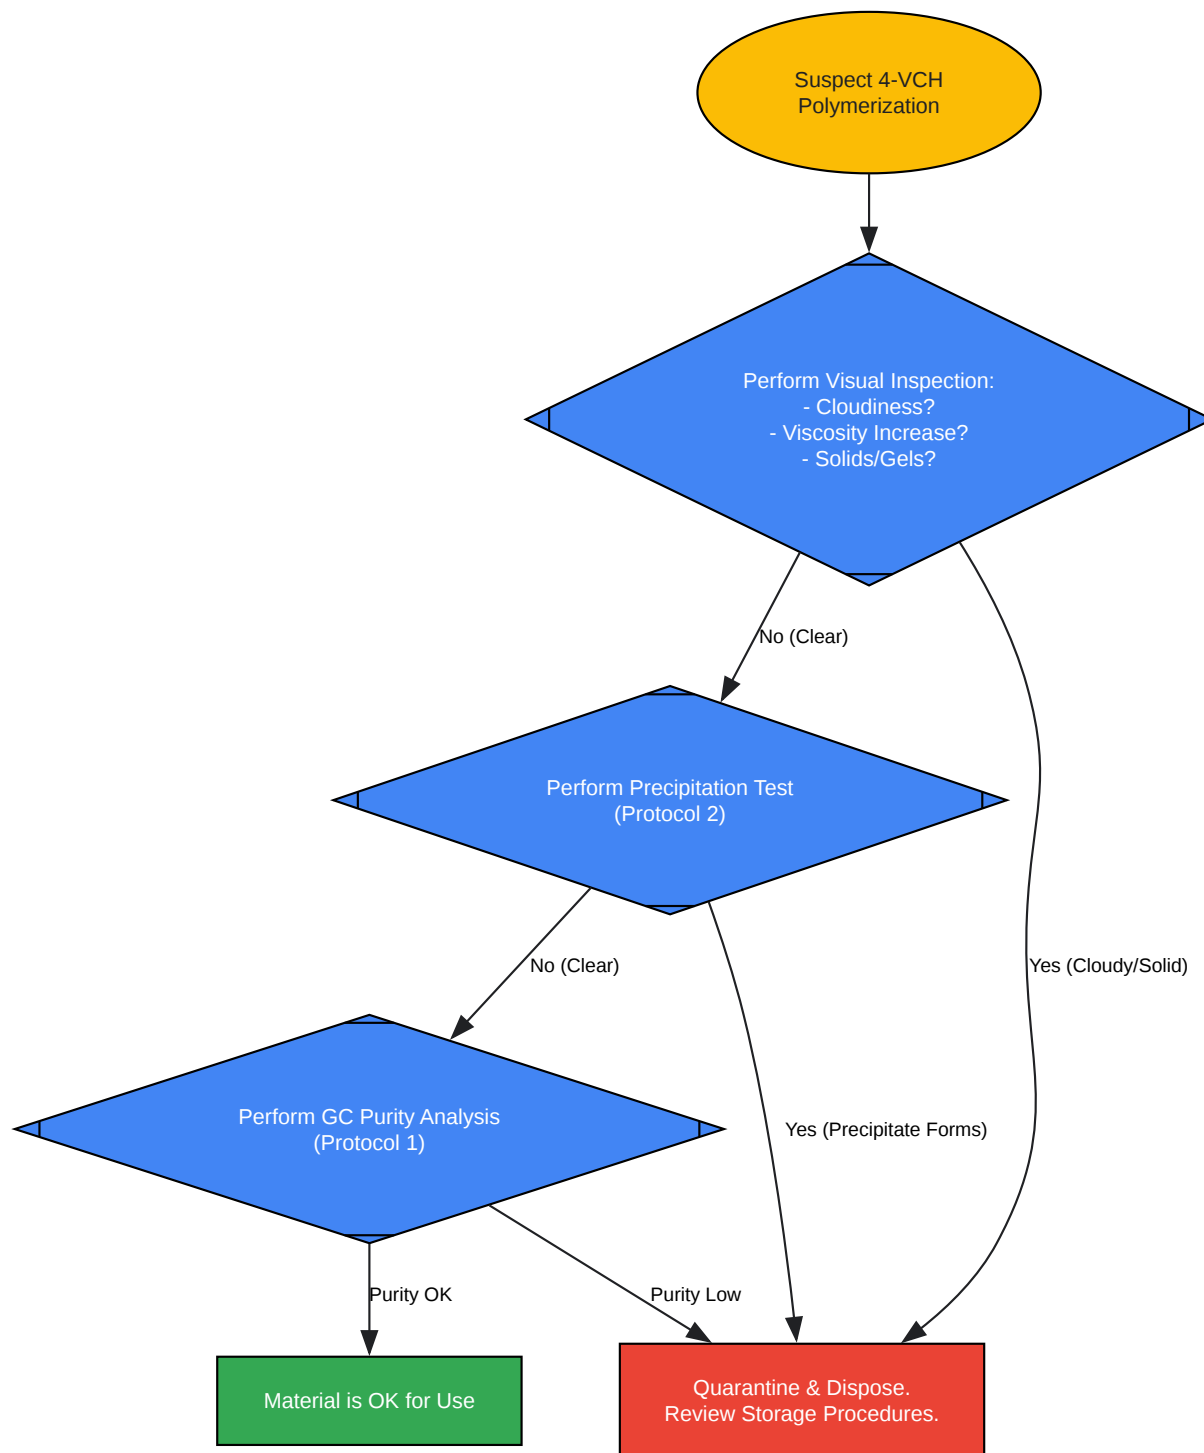 Suspect 4-VCH
Polymerization
Perform Visual Inspection:
- Cloudiness?
- Viscosity Increase?
- Solids/Gels?
No (Clear)
Perform Precipitation Test
(Protocol 2)
No (Clear)
Yes (Cloudy/Solid)
Perform GC Purity Analysis
(Protocol 1)
Yes (Precipitate Forms)
Purity OK
Purity Low
Material is OK for Use
Quarantine & Dispose.
Review Storage Procedures.